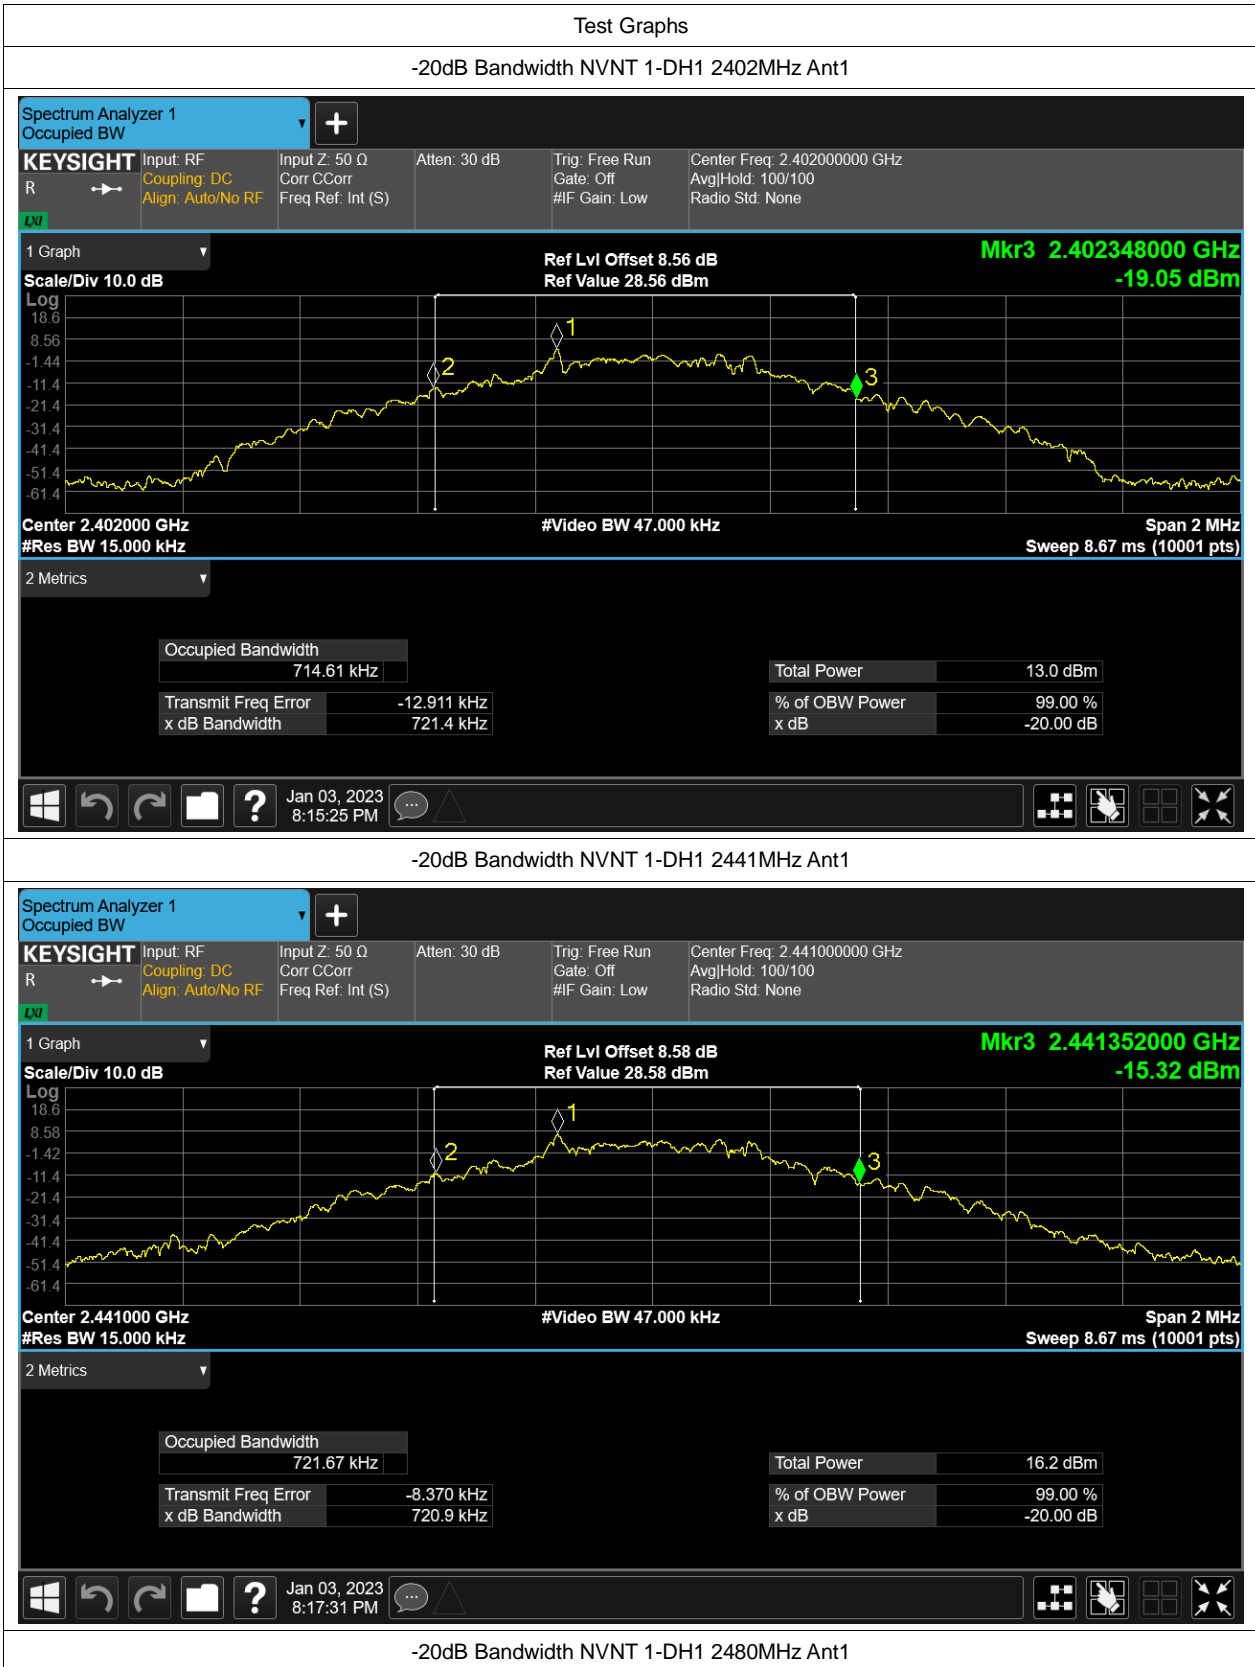 Test Graphs
-20dB Bandwidth NVNT 1-DH1 2402MHz Ant1
Spectrum Analyzer 1
Occupied BW
KEYSIGHT Input: RF Input Z: 50 Ω Atten: 30 dB Trig: Free Run Center Freq: 2.402000000 GHz
R Coupling: DC Corr CCorr Gate: Off Avg|Hold: 100/100
Align: Auto/No RF Freq Ref: Int (S) #IF Gain: Low Radio Std: None
LXI
1 Graph Ref Lvl Offset 8.56 dB Mkr3 2.402348000 GHz
Scale/Div 10.0 dB Ref Value 28.56 dBm -19.05 dBm
Log
18.6
8.56
-1.44
-11.4
-21.4
-31.4
-41.4
-51.4
-61.4
1
2
3
Center 2.402000 GHz #Video BW 47.000 kHz Span 2 MHz
#Res BW 15.000 kHz Sweep 8.67 ms (10001 pts)
2 Metrics
Occupied Bandwidth
714.61 kHz Total Power 13.0 dBm
Transmit Freq Error -12.911 kHz % of OBW Power 99.00 %
x dB Bandwidth 721.4 kHz x dB -20.00 dB
Jan 03, 2023
8:15:25 PM
-20dB Bandwidth NVNT 1-DH1 2441MHz Ant1
Spectrum Analyzer 1
Occupied BW
KEYSIGHT Input: RF Input Z: 50 Ω Atten: 30 dB Trig: Free Run Center Freq: 2.441000000 GHz
R Coupling: DC Corr CCorr Gate: Off Avg|Hold: 100/100
Align: Auto/No RF Freq Ref: Int (S) #IF Gain: Low Radio Std: None
LXI
1 Graph Ref Lvl Offset 8.58 dB Mkr3 2.441352000 GHz
Scale/Div 10.0 dB Ref Value 28.58 dBm -15.32 dBm
Log
18.6
8.58
-1.42
-11.4
-21.4
-31.4
-41.4
-51.4
-61.4
1
2
3
Center 2.441000 GHz #Video BW 47.000 kHz Span 2 MHz
#Res BW 15.000 kHz Sweep 8.67 ms (10001 pts)
2 Metrics
Occupied Bandwidth
721.67 kHz Total Power 16.2 dBm
Transmit Freq Error -8.370 kHz % of OBW Power 99.00 %
x dB Bandwidth 720.9 kHz x dB -20.00 dB
Jan 03, 2023
8:17:31 PM
-20dB Bandwidth NVNT 1-DH1 2480MHz Ant1